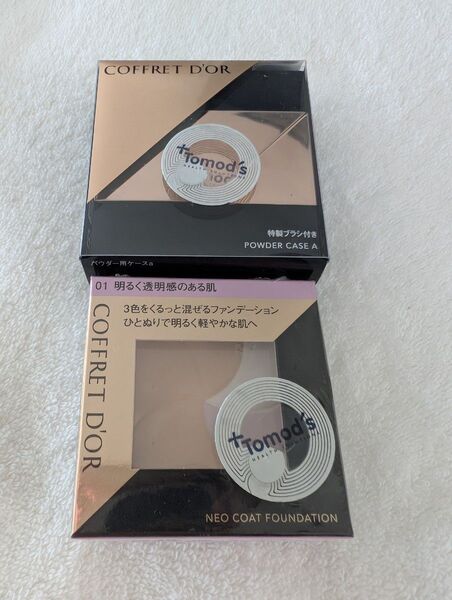 COFFRET D'OR
Tomod's
特製ブラシ付き
POWDER CASE A
パウダー用ケースa
01 明るく透明感のある肌
3色をくるっと混ぜるファンデーション
ひとぬりで明るく軽やかな肌へ
COFFRET D'OR
Tomod's
NEO COAT FOUNDATION